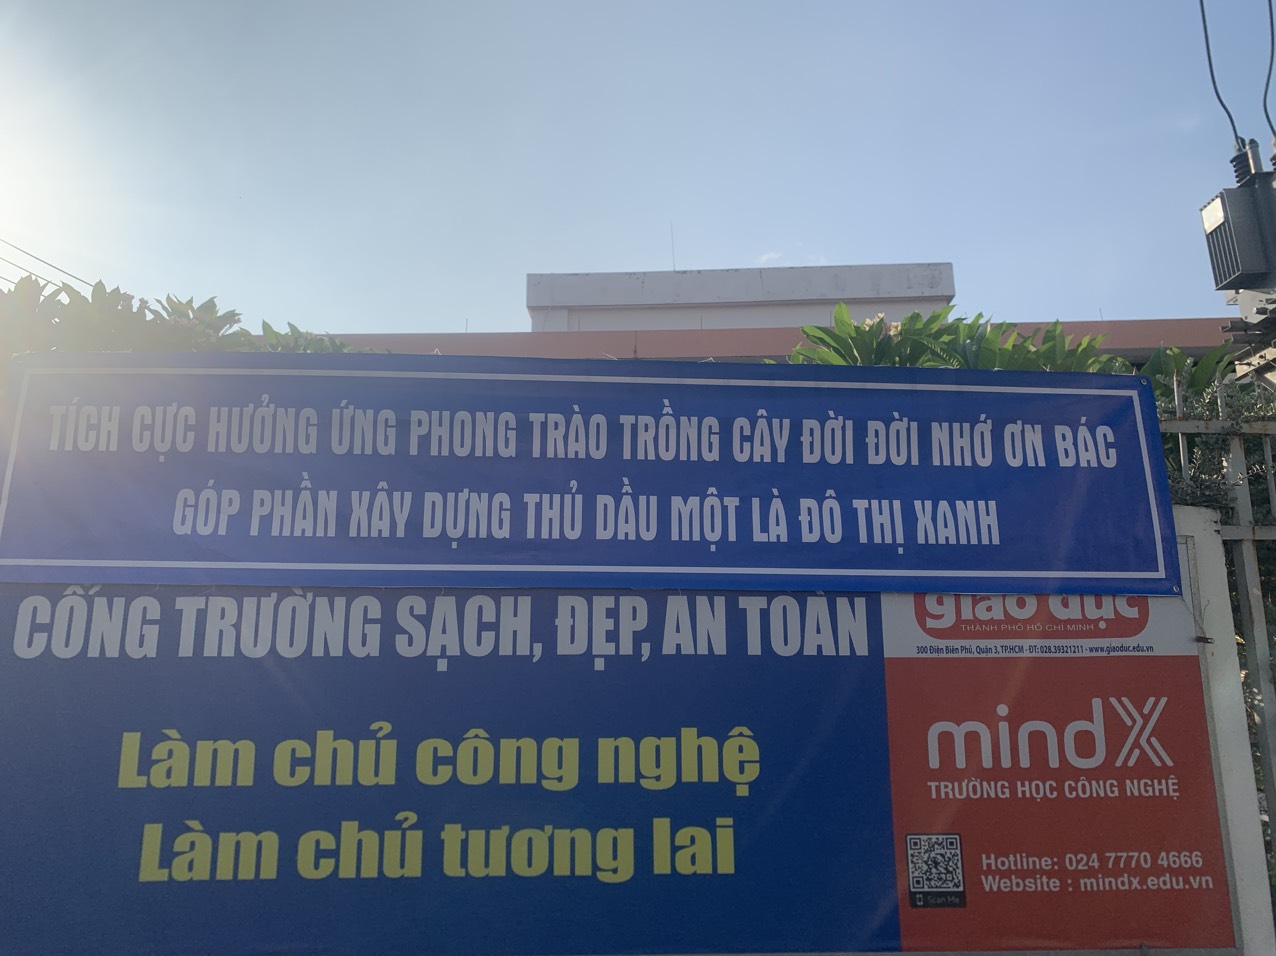 TÍCH CỰC HƯỞNG ỨNG PHONG TRÀO TRỒNG CÂY ĐỜI ĐỜI NHỚ ƠN BÁC
GÓP PHẦN XÂY DỰNG THỦ DẦU MỘT LÀ ĐÔ THỊ XANH
CỔNG TRƯỜNG SẠCH, ĐẸP, AN TOÀN
Làm chủ công nghệ
Làm chủ tương lai
giáo dục
THÀNH PHỐ HỒ CHÍ MINH
300 Điện Biên Phủ, Quận 3, TP.HCM - ĐT: 028.39321211 - www.giaoduc.edu.vn
mindX
TRƯỜNG HỌC CÔNG NGHỆ
Hotline: 024 7770 4666
Website : mindx.edu.vn
Scan Me